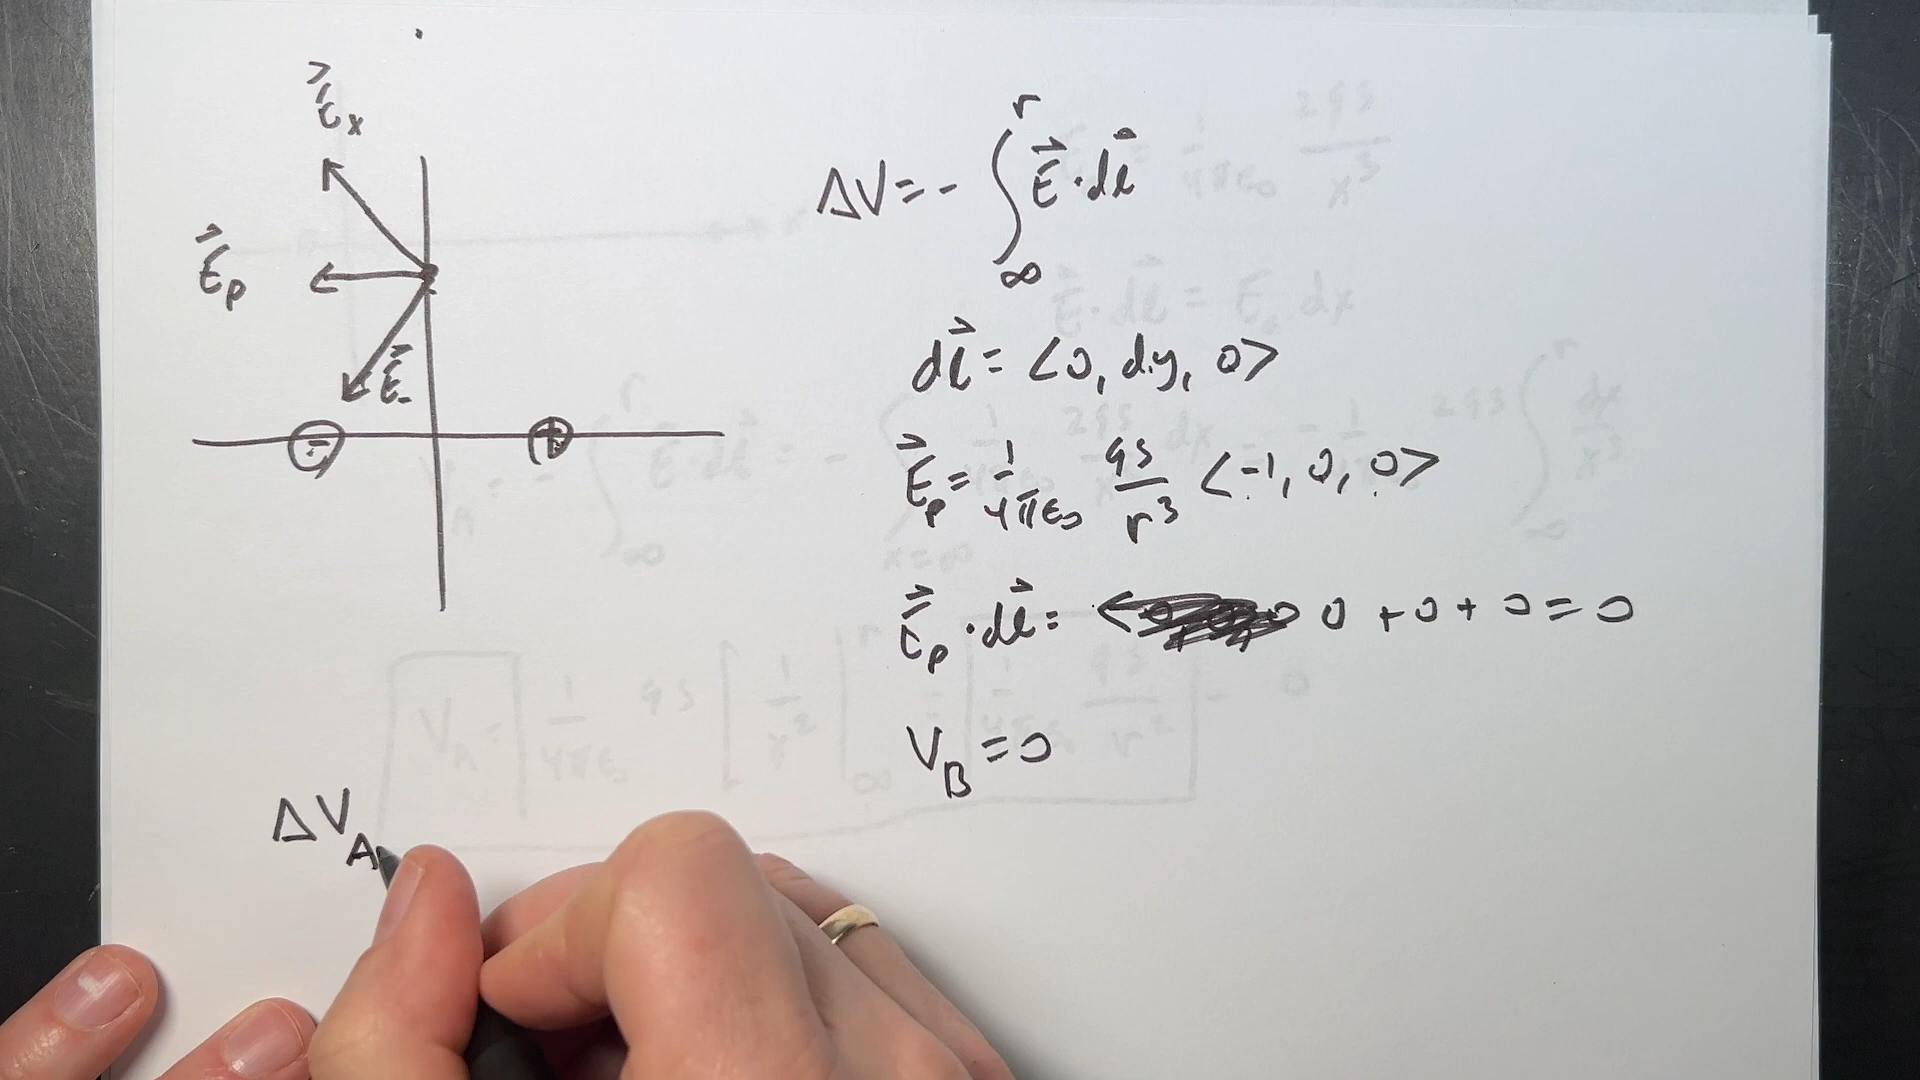 E⃗x
E⃗p
E⃗-
-
+
ΔV = - ∫_∞^r E⃗·dl⃗
dl⃗ = <0, dy, 0>
E⃗p = 1/4πε0 qs/r³ <-1, 0, 0>
E⃗p·dl⃗ = < 0 + 0 + 0 = 0
V_B = 0
ΔV_A